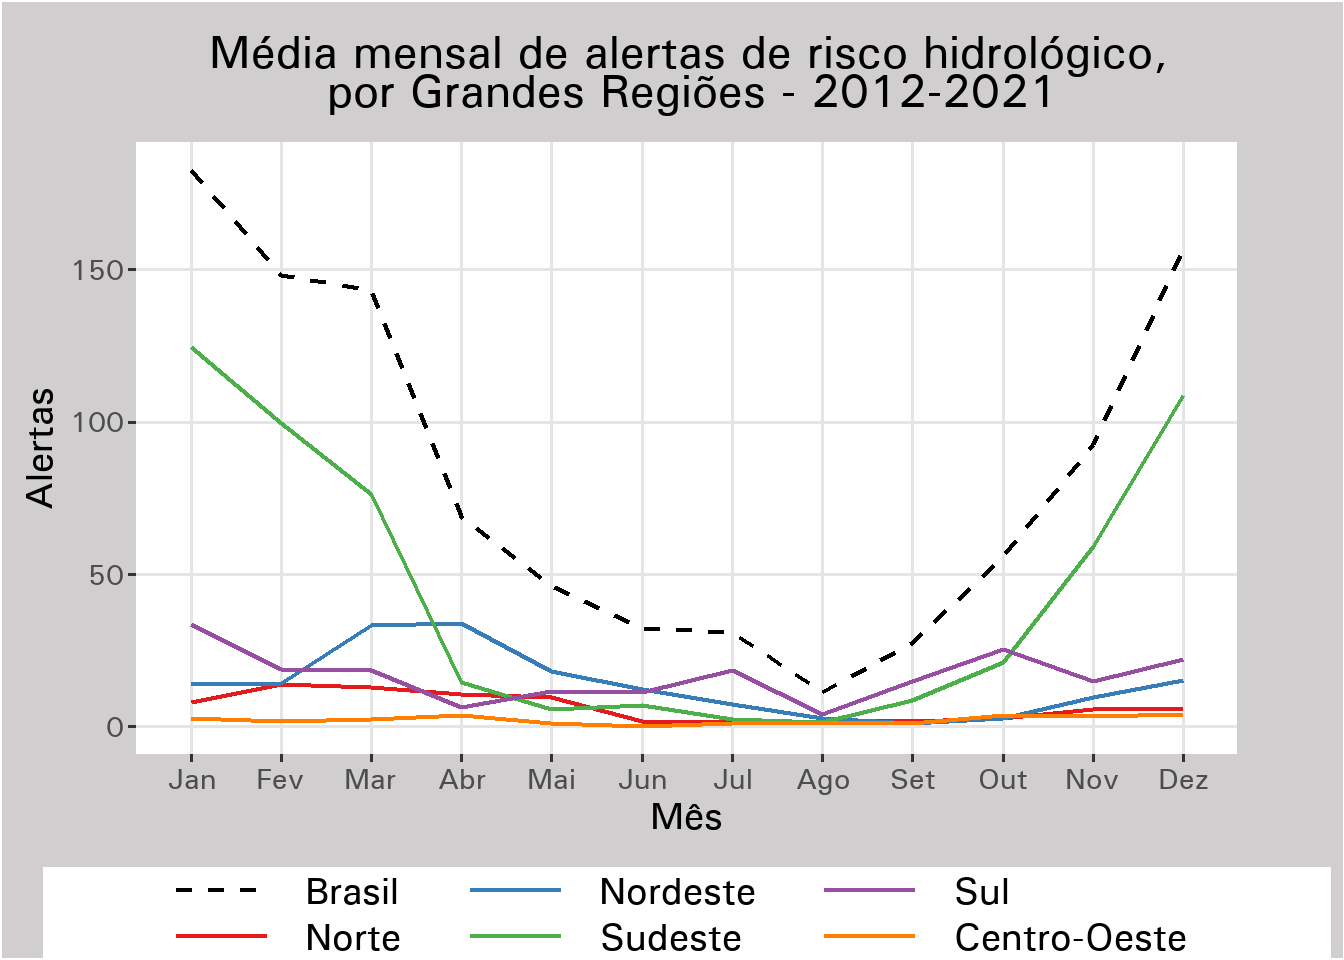 Média mensal de alertas de risco hidrológico,
por Grandes Regiões - 2012-2021
Alertas
150
100
50
0
Jan Fev Mar Abr Mai Jun Jul Ago Set Out Nov Dez
Mês
Brasil Nordeste Sul
Norte Sudeste Centro-Oeste